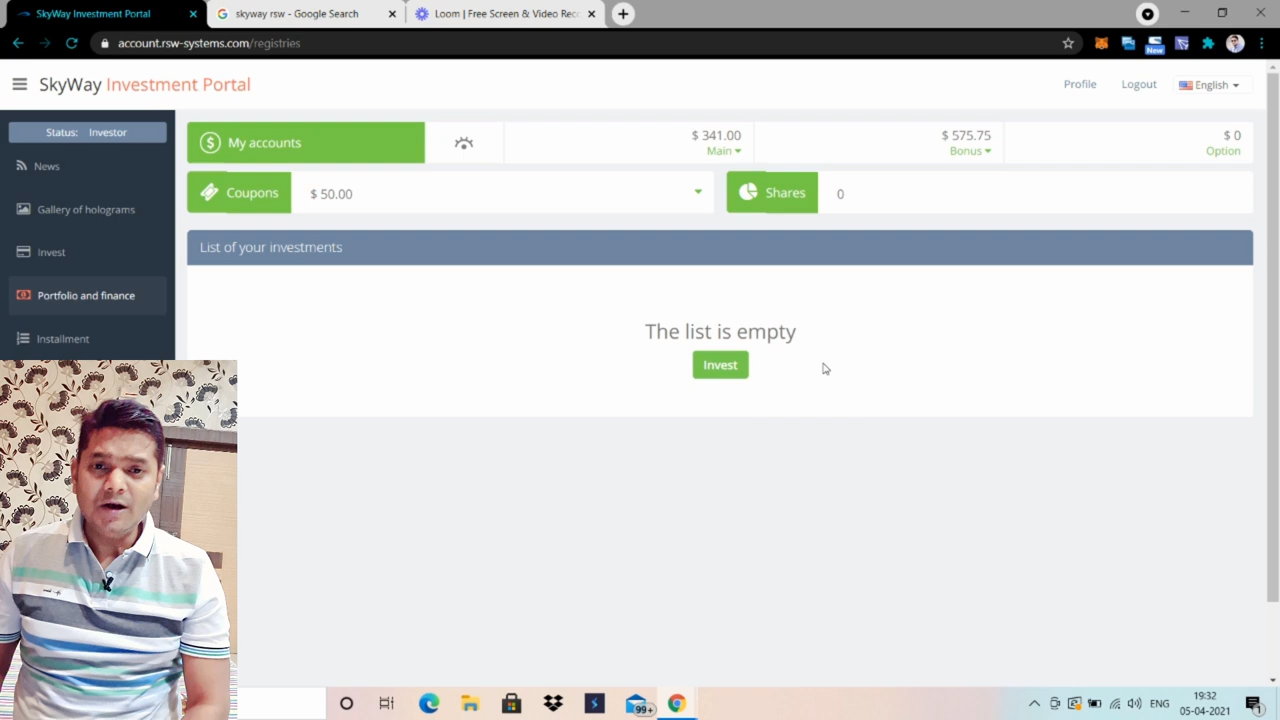 SkyWay Investment Portal
skyway rsw - Google Search
Loom | Free Screen & Video Rec
account.rsw-systems.com/registries
New
SkyWay Investment Portal
Profile
Logout
English
Status: Investor
News
Gallery of holograms
Invest
Portfolio and finance
Installment
My accounts
$ 341.00
Main
$ 575.75
Bonus
$ 0
Option
Coupons
$ 50.00
Shares
0
List of your investments
The list is empty
Invest
99+
ENG
19:32
05-04-2021
1